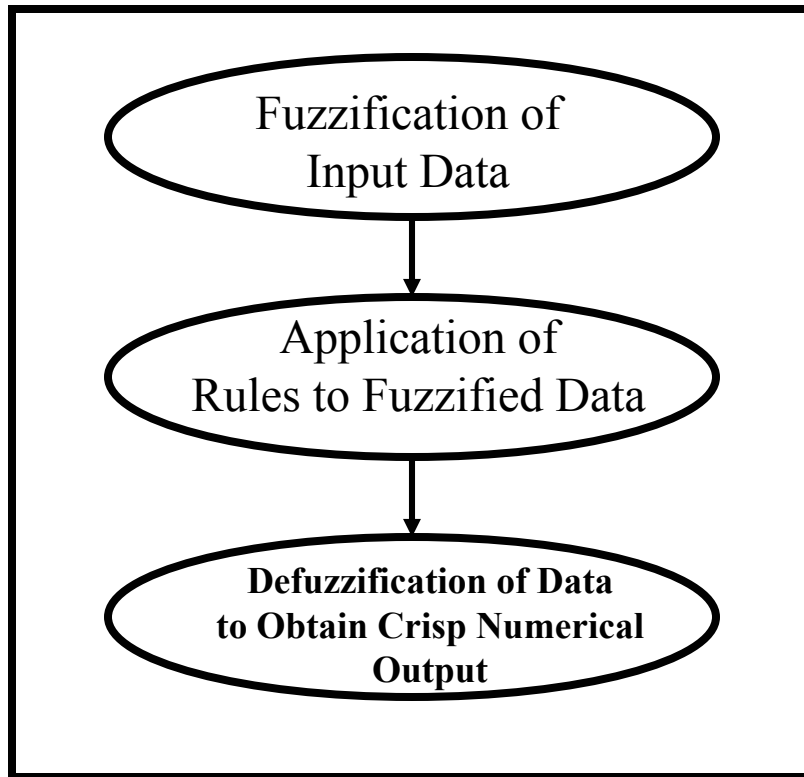 Fuzzification of
Input Data
Application of
Rules to Fuzzified Data
Defuzzification of Data
to Obtain Crisp Numerical
Output